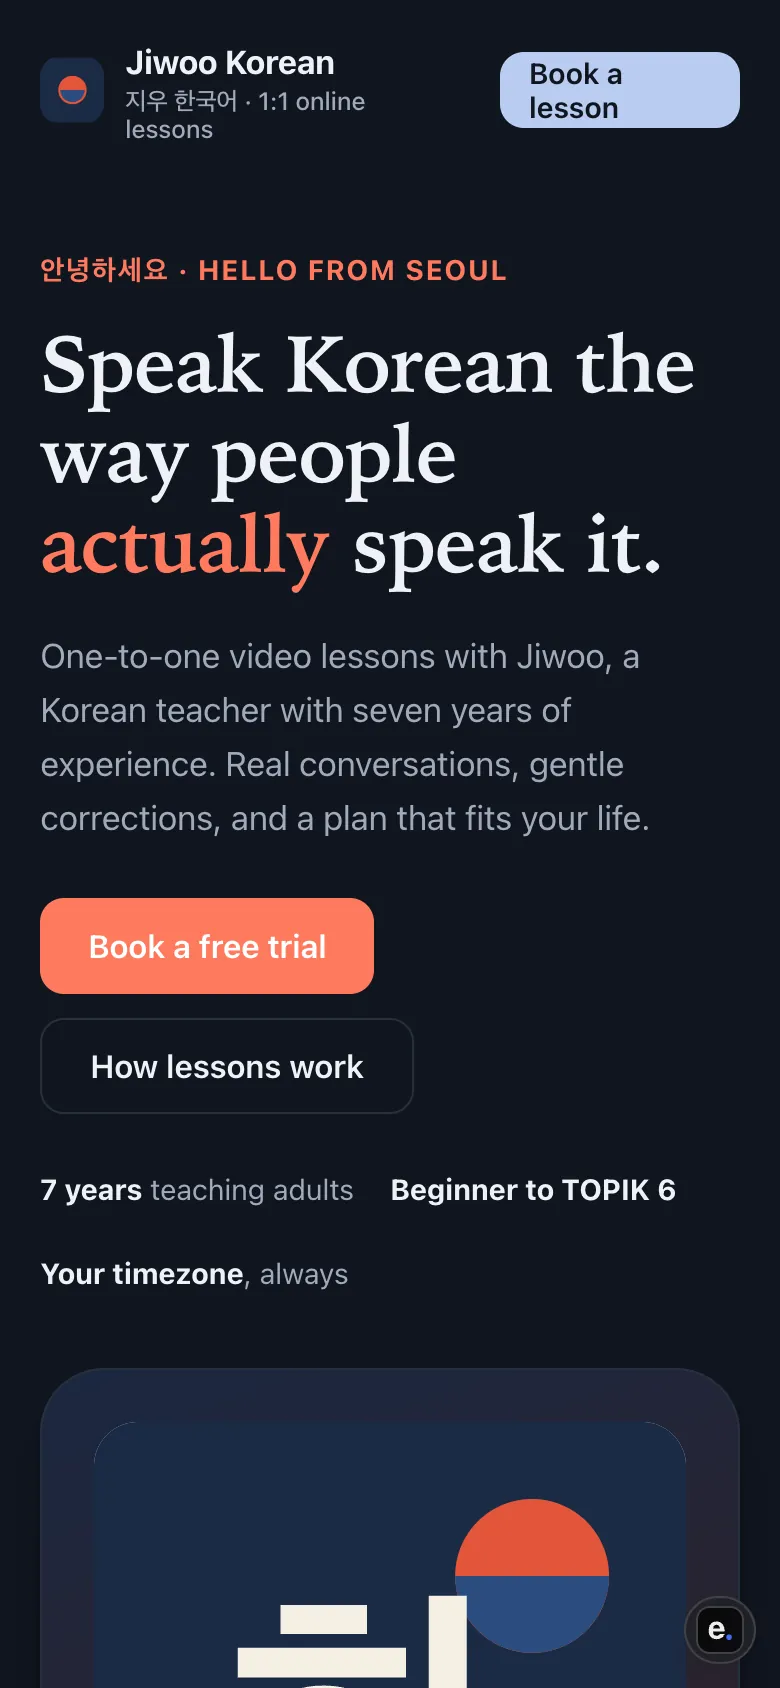 Jiwoo Korean
지우 한국어 · 1:1 online
lessons
Book a
lesson
안녕하세요 · HELLO FROM SEOUL
Speak Korean the
way people
actually speak it.
One-to-one video lessons with Jiwoo, a
Korean teacher with seven years of
experience. Real conversations, gentle
corrections, and a plan that fits your life.
Book a free trial
How lessons work
7 years teaching adults
Beginner to TOPIK 6
Your timezone, always
e.